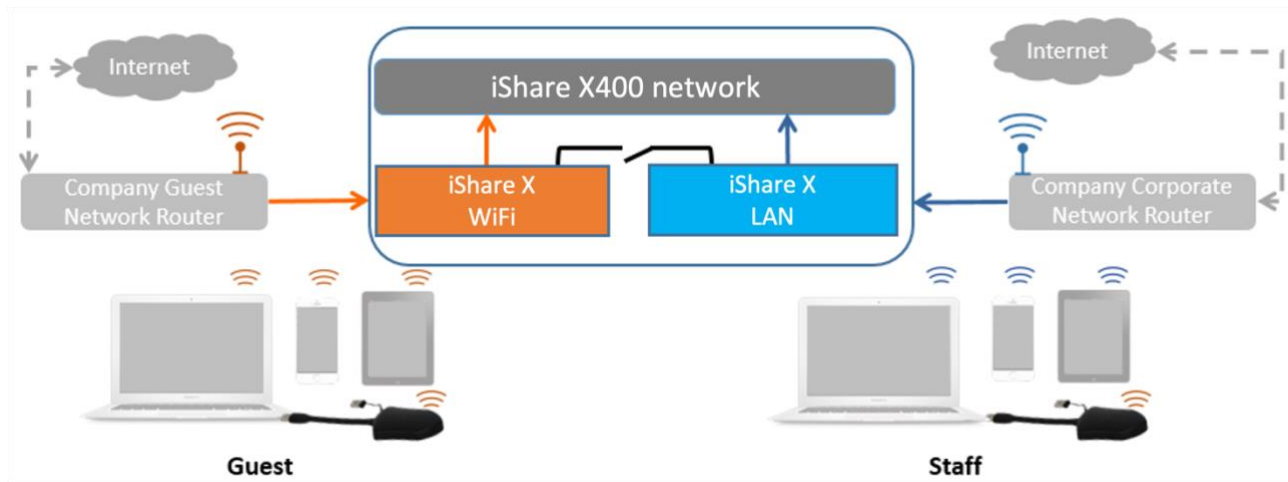 Internet
Internet
iShare X400 network
Company Guest
Network Router
iShare X
WiFi
iShare X
LAN
Company Corporate
Network Router
Guest
Staff